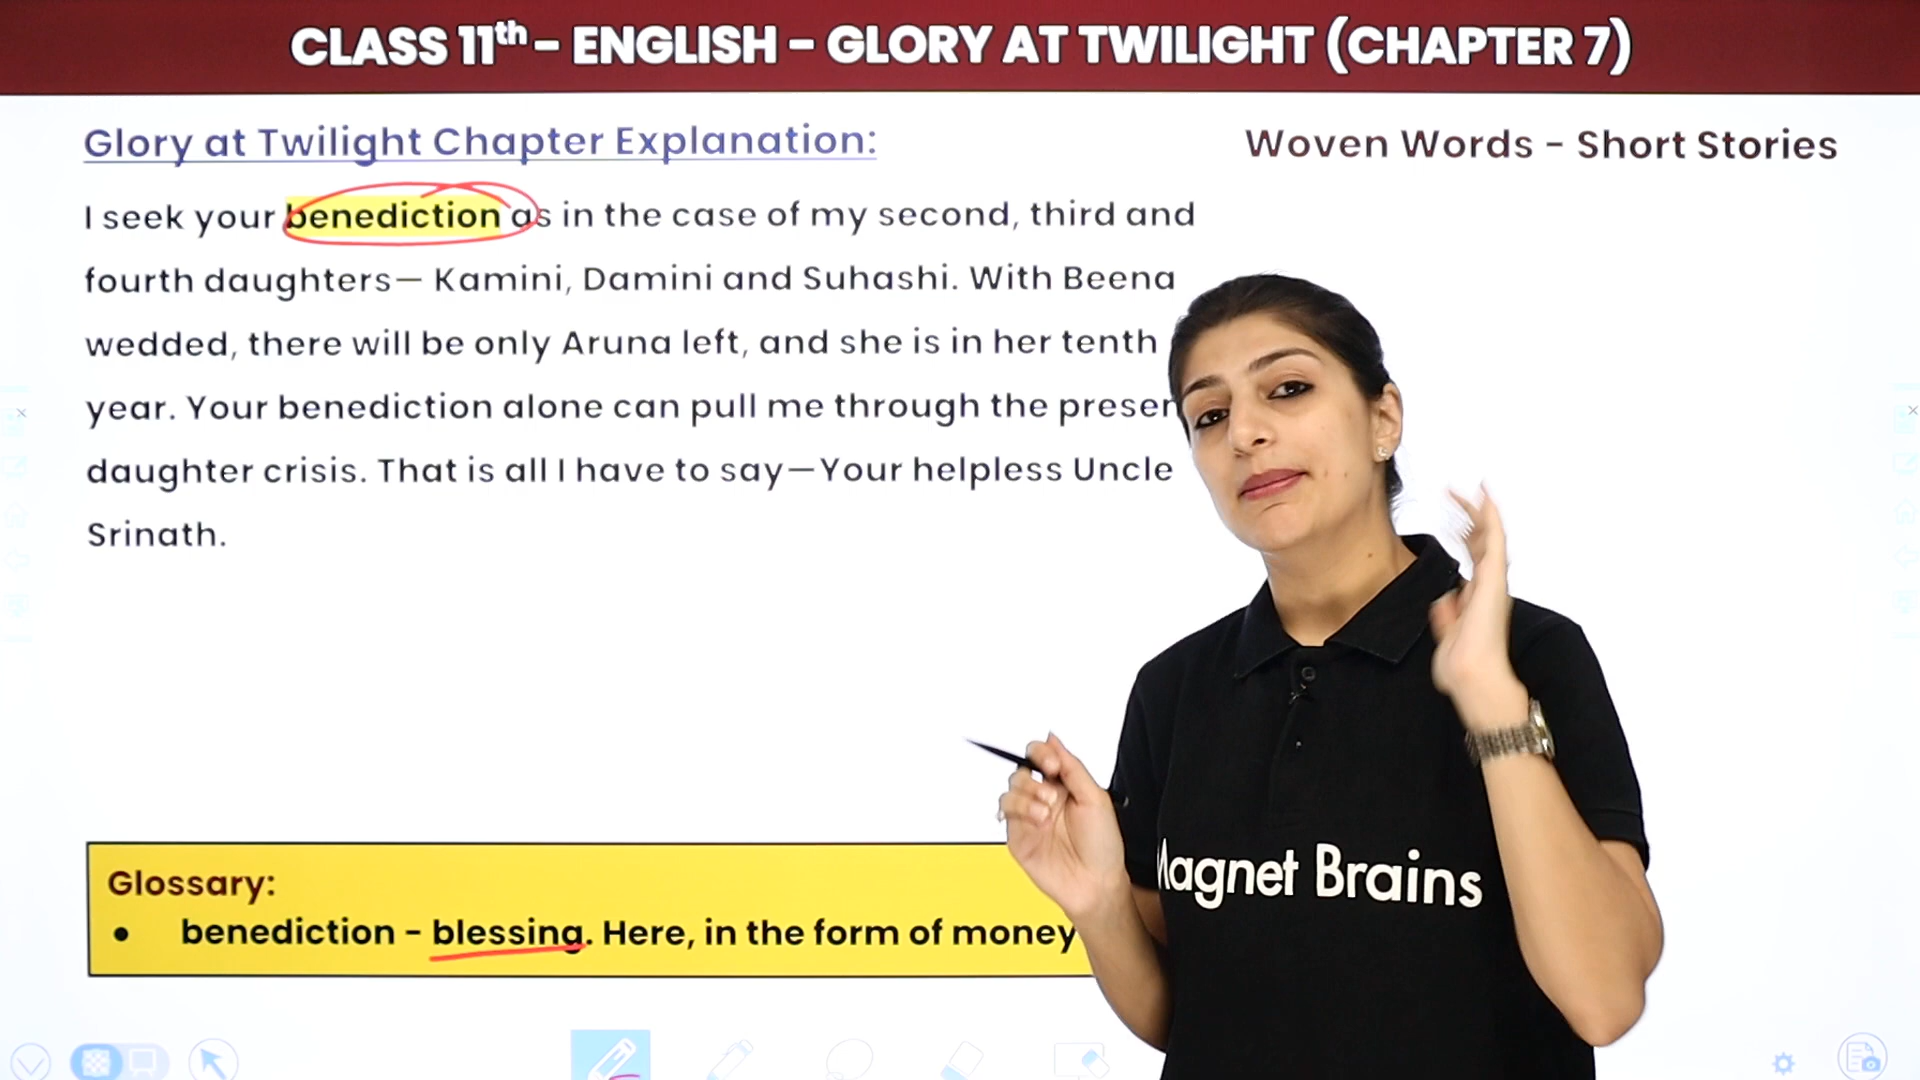 CLASS 11th - ENGLISH - GLORY AT TWILIGHT (CHAPTER 7)
Glory at Twilight Chapter Explanation:
Woven Words - Short Stories
I seek your benediction as in the case of my second, third and
fourth daughters— Kamini, Damini and Suhashi. With Beena
wedded, there will be only Aruna left, and she is in her tenth
year. Your benediction alone can pull me through the presen
daughter crisis. That is all I have to say—Your helpless Uncle
Srinath.
Glossary:
● benediction - blessing. Here, in the form of money
Magnet Brains